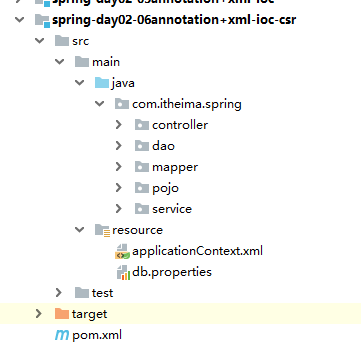 spring-day02-05annotation+xml-ioc
spring-day02-06annotation+xml-ioc-csr
src
main
java
com.itheima.spring
controller
dao
mapper
pojo
service
resource
applicationContext.xml
db.properties
test
target
pom.xml